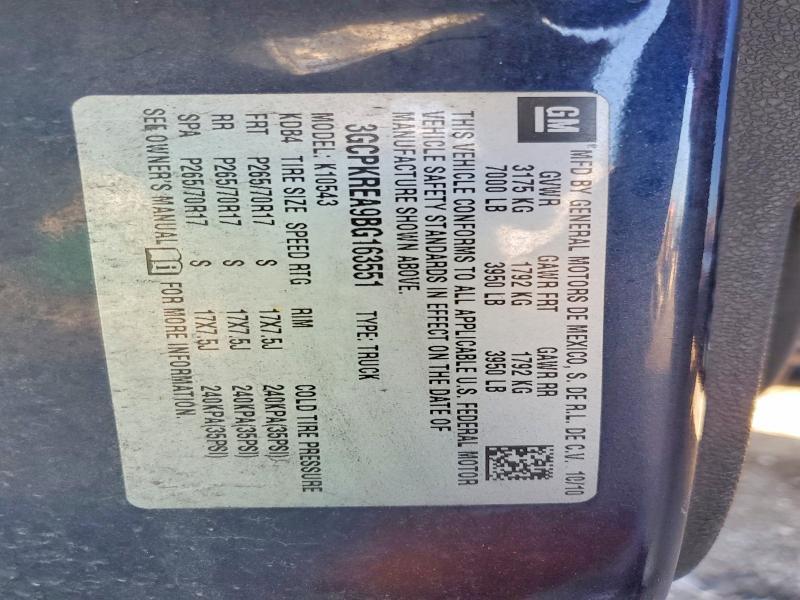 GM ® MFD BY GENERAL MOTORS DE MEXICO, S. DE R.L. DE C.V. 10/10
GVWR GAWR FRT GAWR RR
3175 KG 1792 KG 1792 KG
7000 LB 3950 LB 3950 LB
THIS VEHICLE CONFORMS TO ALL APPLICABLE U.S. FEDERAL MOTOR
VEHICLE SAFETY STANDARDS IN EFFECT ON THE DATE OF
MANUFACTURE SHOWN ABOVE.
3GCPKREA9BG163551 TYPE: TRUCK
MODEL: K10543
KDB4 TIRE SIZE SPEED RTG RIM COLD TIRE PRESSURE
FRT P265/70R17 S 17X7.5J 240KPA(35PSI)
RR P265/70R17 S 17X7.5J 240KPA(35PSI)
SPA P265/70R17 S 17X7.5J 240KPA(35PSI)
SEE OWNER'S MANUAL FOR MORE INFORMATION.